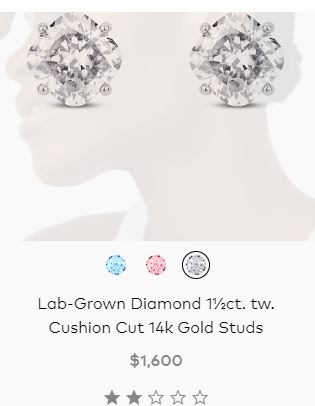 Lab-Grown Diamond 1½ct. tw.
Cushion Cut 14k Gold Studs
$1,600